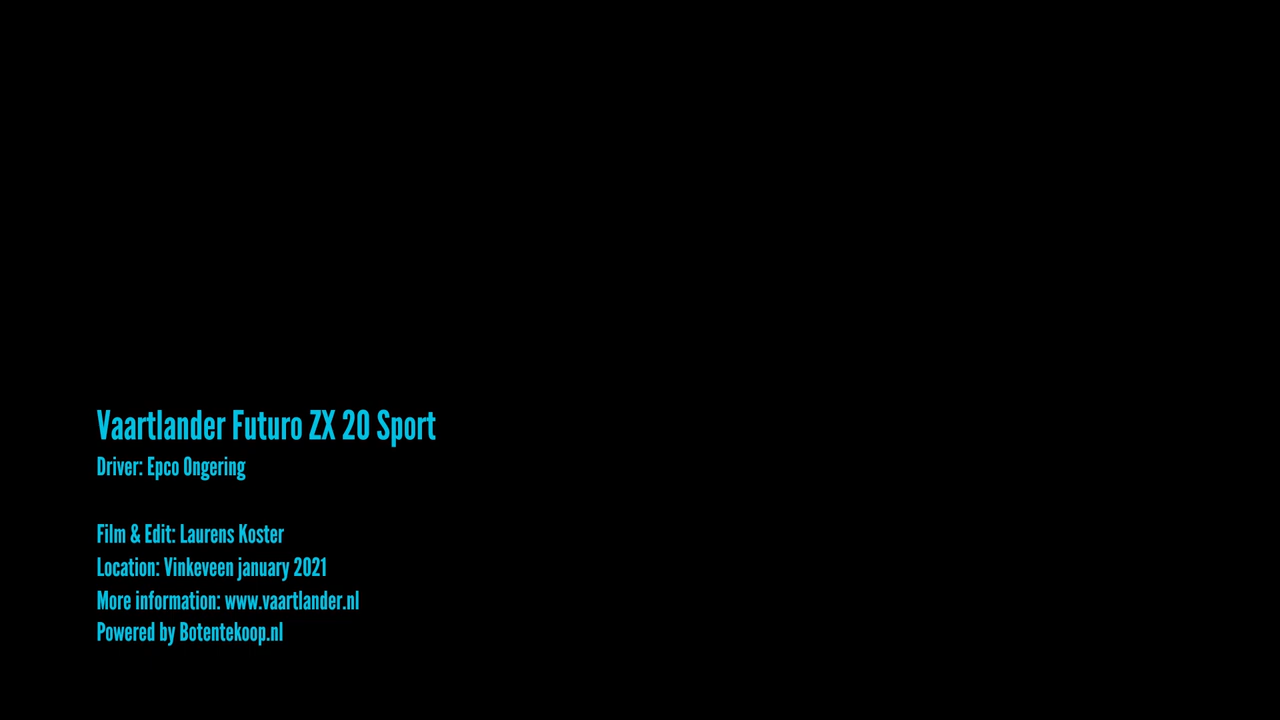 Vaartlander Futuro ZX 20 Sport
Driver: Epco Ongering
Film & Edit: Laurens Koster
Location: Vinkeveen january 2021
More information: www.vaartlander.nl
Powered by Botentekoop.nl